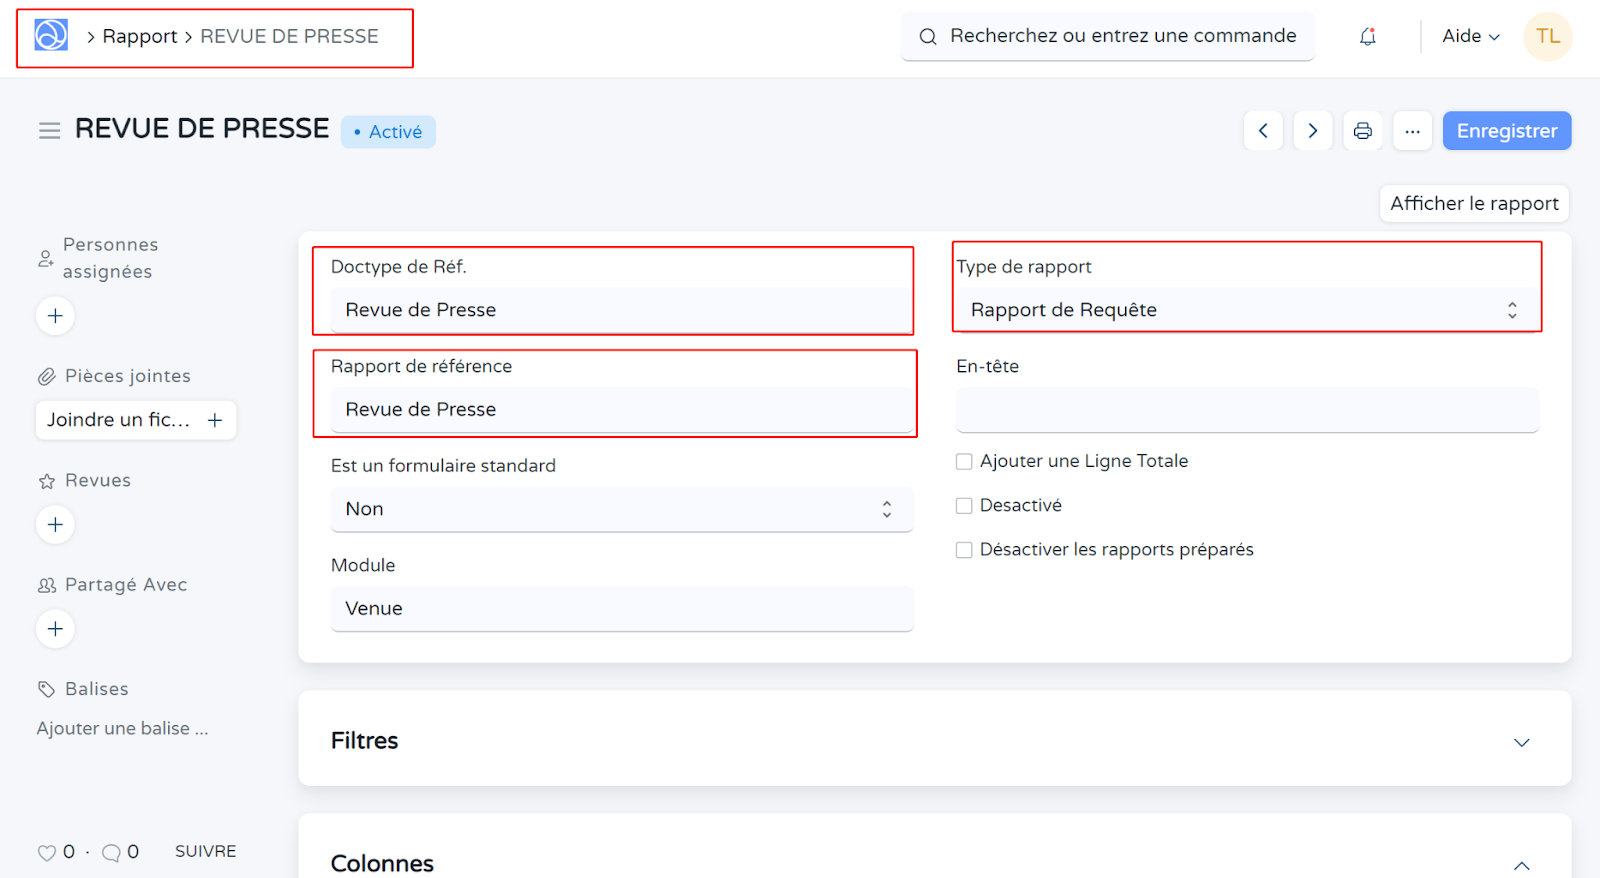 Rapport REVUE DE PRESSE
Recherchez ou entrez une commande
Aide
TL
REVUE DE PRESSE
• Activé
Enregistrer
Afficher le rapport
Personnes
assignées
Pièces jointes
Joindre un fic...
Revues
Partagé Avec
Balises
Ajouter une balise ...
0 · 0 SUIVRE
Doctype de Réf.
Revue de Presse
Rapport de référence
Revue de Presse
Est un formulaire standard
Non
Module
Venue
Type de rapport
Rapport de Requête
En-tête
Ajouter une Ligne Totale
Desactivé
Désactiver les rapports préparés
Filtres
Colonnes